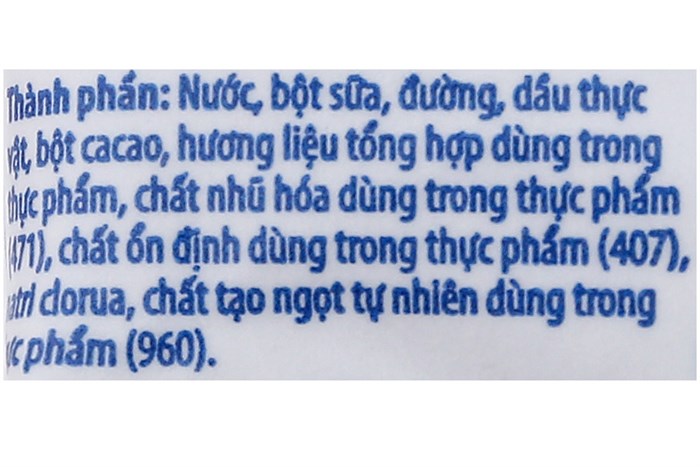 Thành phần: Nước, bột sữa, đường, dầu thực
vật, bột cacao, hương liệu tổng hợp dùng trong
thực phẩm, chất nhũ hóa dùng trong thực phẩm
(471), chất ổn định dùng trong thực phẩm (407),
natri clorua, chất tạo ngọt tự nhiên dùng trong
thực phẩm (960).